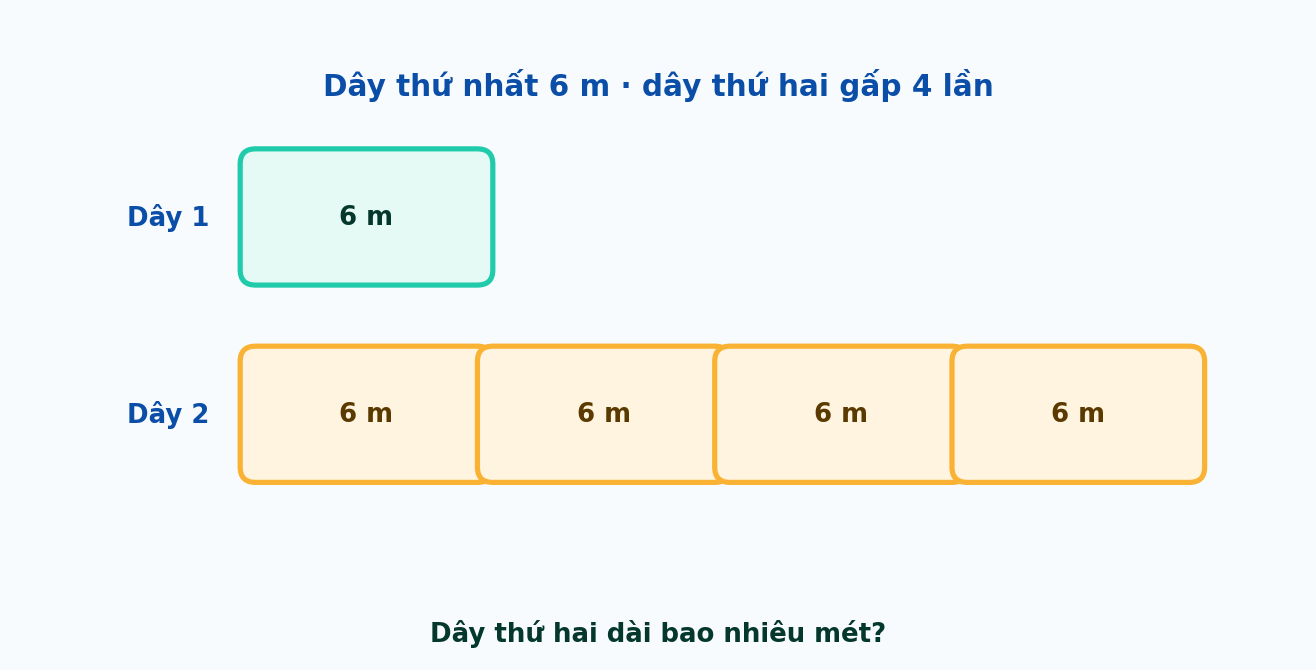 Dây thứ nhất 6 m · dây thứ hai gấp 4 lần
Dây 1
6 m
Dây 2
6 m 6 m 6 m 6 m
Dây thứ hai dài bao nhiêu mét?